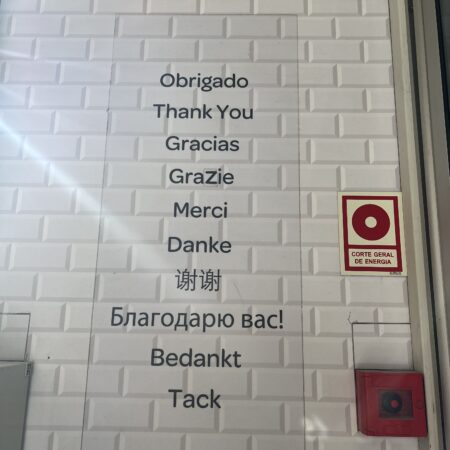 Obrigado
Thank You
Gracias
Grazie
Merci
Danke
谢谢
Благодарю вас!
Bedankt
Tack
CORTE GERAL
DE ENERGIA